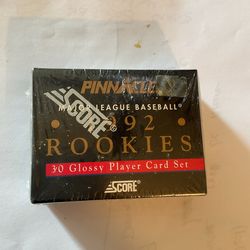 PINNACLE
MAJOR LEAGUE BASEBALL®
SCORE®
1992
ROOKIES
30 Glossy Player Card Set
SCORE